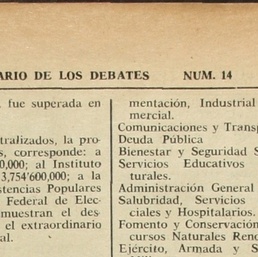 ARIO DE LOS DEBATES NUM. 14
fue superada en
tralizados, la pro-
s, corresponde: a
0,000; al Instituto
3,754'600,000; a la
stencias Populares
Federal de Elec-
muestran el des-
el extraordinario
al.
mentación, Industrial
mercial.
Comunicaciones y Transp
Deuda Pública
Bienestar y Seguridad S
Servicios Educativos
turales.
Administración General
Salubridad, Servicios
ciales y Hospitalarios.
Fomento y Conservación
cursos Naturales Reno
Ejército, Armada y S